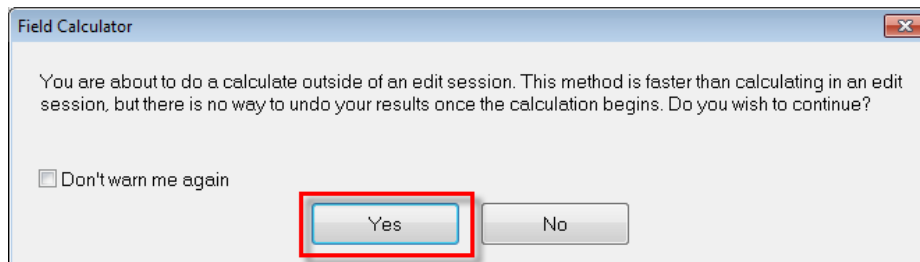 Field Calculator
You are about to do a calculate outside of an edit session. This method is faster than calculating in an edit
session, but there is no way to undo your results once the calculation begins. Do you wish to continue?
Don't warn me again
Yes
No